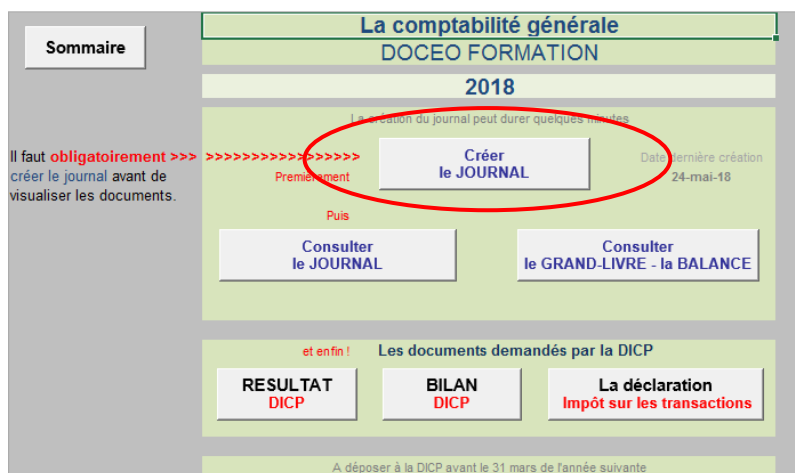 La comptabilité générale
Sommaire
DOCEO FORMATION
2018
La création du journal peut durer quelques minutes
Il faut obligatoirement >>> >>>>>>>>>>>>>>>>>
créer le journal avant de
visualiser les documents.
Premièrement
Créer
le JOURNAL
Date dernière création
24-mai-18
Puis
Consulter
le JOURNAL
Consulter
le GRAND-LIVRE - la BALANCE
et enfin ! Les documents demandés par la DICP
RESULTAT
DICP
BILAN
DICP
La déclaration
Impôt sur les transactions
A déposer à la DICP avant le 31 mars de l'année suivante